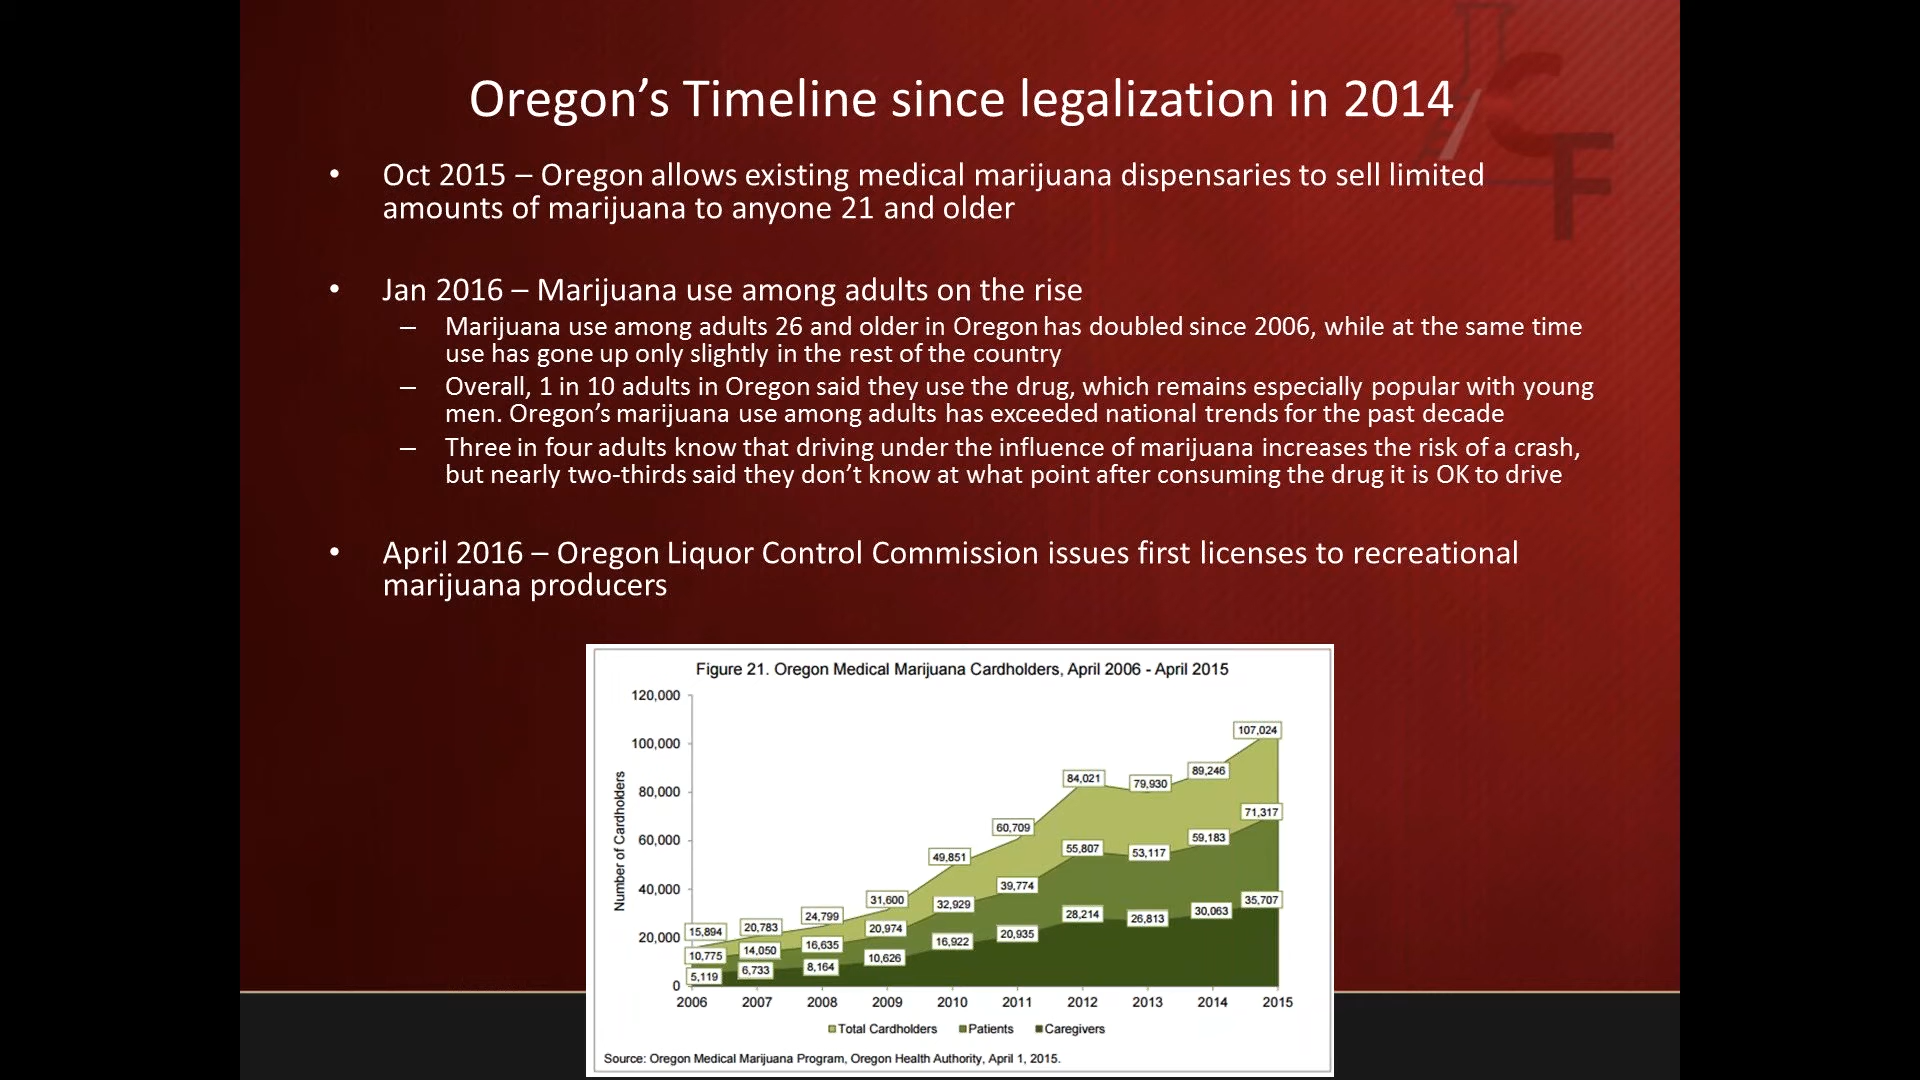 Oregon’s Timeline since legalization in 2014
• Oct 2015 – Oregon allows existing medical marijuana dispensaries to sell limited
amounts of marijuana to anyone 21 and older
• Jan 2016 – Marijuana use among adults on the rise
– Marijuana use among adults 26 and older in Oregon has doubled since 2006, while at the same time
use has gone up only slightly in the rest of the country
– Overall, 1 in 10 adults in Oregon said they use the drug, which remains especially popular with young
men. Oregon’s marijuana use among adults has exceeded national trends for the past decade
– Three in four adults know that driving under the influence of marijuana increases the risk of a crash,
but nearly two-thirds said they don’t know at what point after consuming the drug it is OK to drive
• April 2016 – Oregon Liquor Control Commission issues first licenses to recreational
marijuana producers
CF
Figure 21. Oregon Medical Marijuana Cardholders, April 2006 - April 2015
Number of Cardholders
120,000
100,000
80,000
60,000
40,000
20,000
0
15,894 20,783 24,799 31,600 49,851 60,709 84,021 79,930 89,246 107,024
10,775 14,050 16,635 20,974 32,929 39,774 55,807 53,117 59,183 71,317
5,119 6,733 8,164 10,626 16,922 20,935 28,214 26,813 30,063 35,707
2006 2007 2008 2009 2010 2011 2012 2013 2014 2015
Total Cardholders Patients Caregivers
Source: Oregon Medical Marijuana Program, Oregon Health Authority, April 1, 2015.